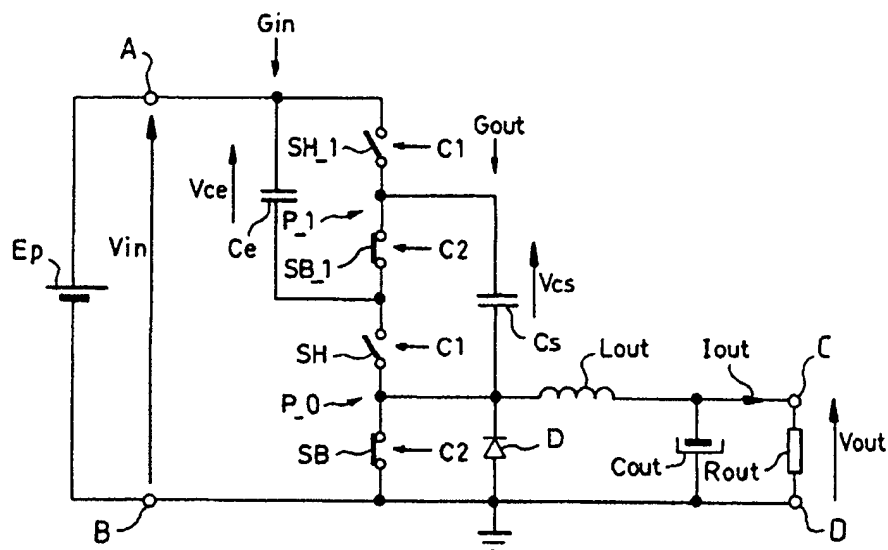 Gin
A
SH_1
C1
Gout
Vce
P_1
Ce
Ep
Vin
SB_1
C2
Vcs
Cs
SH
C1
Lout
Iout
C
P_0
SB
C2
D
Cout
Rout
Vout
B
D